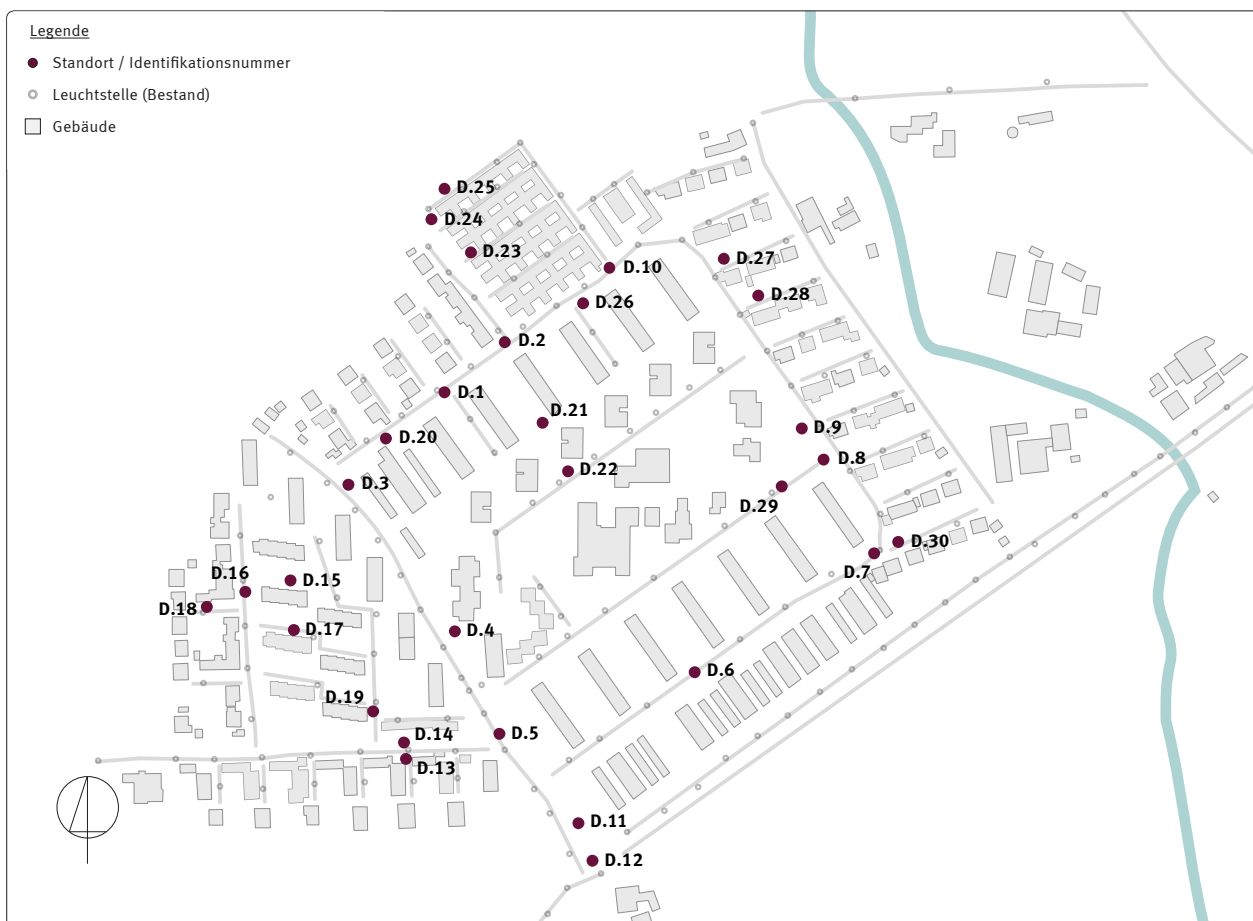 Legende
Standort / Identifikationsnummer
Leuchtstelle (Bestand)
Gebäude
D.25
D.24
D.23
D.27
D.10
D.28
D.26
D.2
D.1
D.21
D.9
D.20
D.8
D.22
D.3
D.29
D.30
D.7
D.16
D.15
D.18
D.17
D.4
D.6
D.19
D.5
D.14
D.13
D.11
D.12